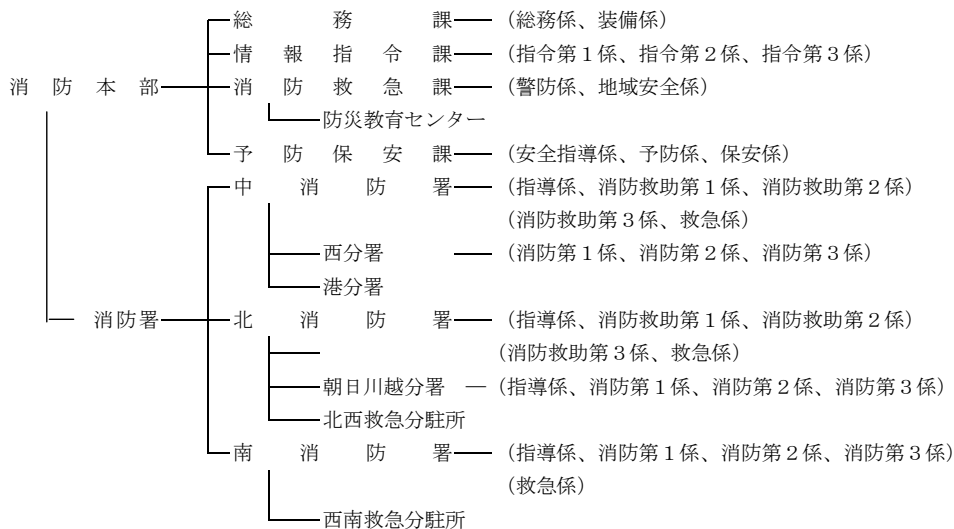 総務課 （総務係、装備係）
情報指令課 （指令第１係、指令第２係、指令第３係）
消防本部 消防救急課 （警防係、地域安全係）
防災教育センター
予防保安課 （安全指導係、予防係、保安係）
中消防署 （指導係、消防救助第１係、消防救助第２係）
（消防救助第３係、救急係）
西分署 （消防第１係、消防第２係、消防第３係）
港分署
消防署 北消防署 （指導係、消防救助第１係、消防救助第２係）
（消防救助第３係、救急係）
朝日川越分署 （指導係、消防第１係、消防第２係、消防第３係）
北西救急分駐所
南消防署 （指導係、消防第１係、消防第２係、消防第３係）
（救急係）
西南救急分駐所